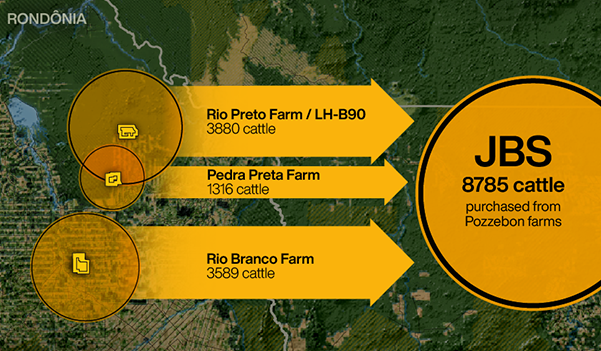 RONDÔNIA
Rio Preto Farm / LH-B90
3880 cattle
Pedra Preta Farm
1316 cattle
Rio Branco Farm
3589 cattle
JBS
8785 cattle
purchased from
Pozzebon farms